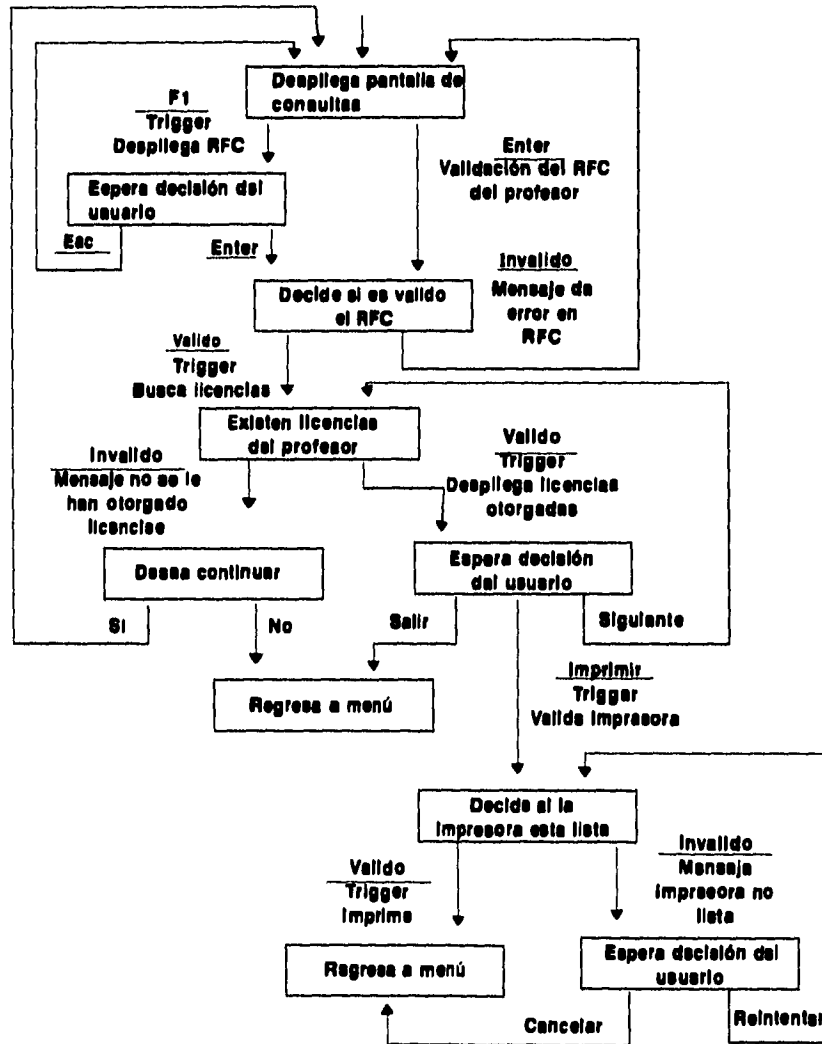 Despliega pantalla de
consultas
F1
Trigger
Despliega RFC
Enter
Validación del RFC
del profesor
Espera decisión del
usuario
Esc
Enter
Decide si es valido
el RFC
Invalido
Mensaje de
error en
RFC
Valido
Trigger
Busca licencias
Existen licencias
del profesor
Invalido
Mensaje no se le
han otorgado
licencias
Valido
Trigger
Despliega licencias
otorgadas
Desea continuar
Espera decisión
del usuario
Si
No
Salir
Siguiente
Regresa a menú
Imprimir
Trigger
Valida impresora
Decide si la
impresora esta lista
Valido
Trigger
Imprime
Invalido
Mensaje
impresora no
lista
Regresa a menú
Espera decisión del
usuario
Cancelar
Reintentar